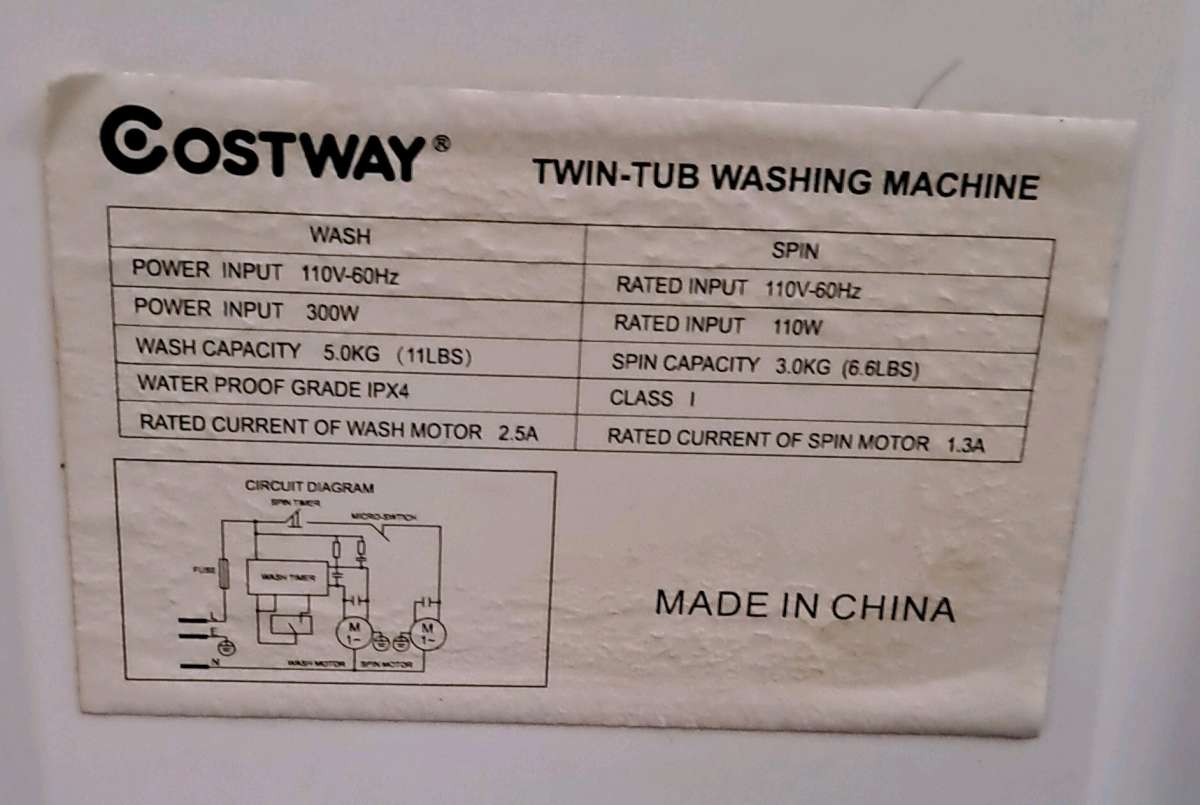 COSTWAY®
TWIN-TUB WASHING MACHINE
WASH
SPIN
POWER INPUT 110V-60Hz
RATED INPUT 110V-60Hz
POWER INPUT 300W
RATED INPUT 110W
WASH CAPACITY 5.0KG (11LBS)
SPIN CAPACITY 3.0KG (6.6LBS)
WATER PROOF GRADE IPX4
CLASS I
RATED CURRENT OF WASH MOTOR 2.5A
RATED CURRENT OF SPIN MOTOR 1.3A
CIRCUIT DIAGRAM
SPIN TIMER
MICRO-SWITCH
FUSE
WASH TIMER
L
E
M
1~
M
1~
N
WASH MOTOR
SPIN MOTOR
MADE IN CHINA